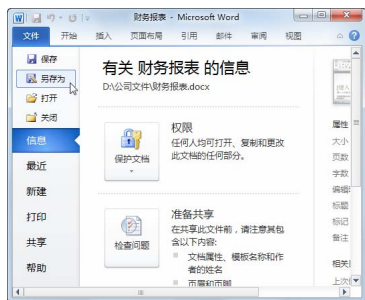 财务报表 - Microsoft Word
文件 开始 插入 页面布局 引用 邮件 审阅 视图
保存
另存为
打开
关闭
信息
最近
新建
打印
共享
帮助
有关 财务报表 的信息
D:\公司文件\财务报表.docx
保护文档
权限
任何人均可打开、复制和更改
此文档的任何部分。
检查问题
准备共享
在共享此文件前，请注意其包
含以下内容:
文档属性、模板名称和作
者的姓名
页眉和页脚
属性
大小
页数
字数
编辑
标题
标记
备注
相关
上次